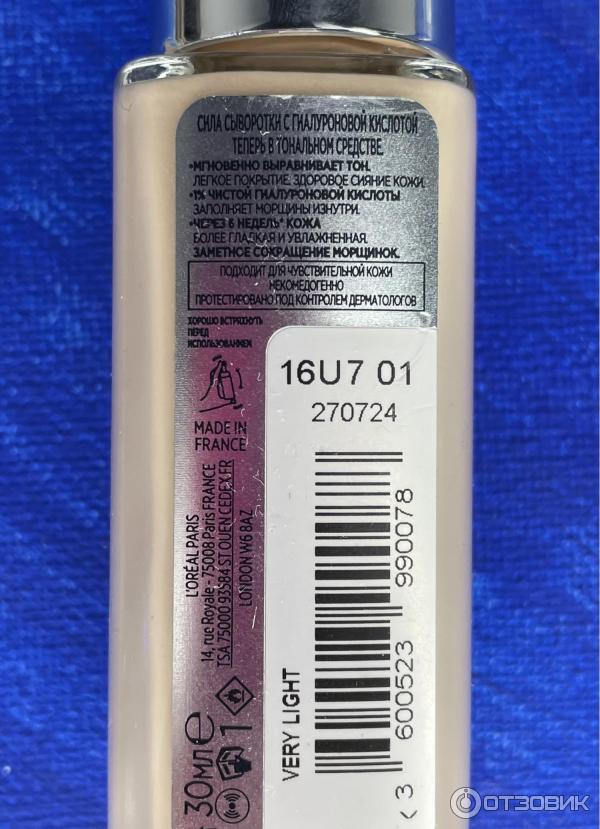 СИЛА СЫВОРОТКИ С ГИАЛУРОНОВОЙ КИСЛОТОЙ
ТЕПЕРЬ В ТОНАЛЬНОМ СРЕДСТВЕ.
•МГНОВЕННО ВЫРАВНИВАЕТ ТОН.
ЛЕГКОЕ ПОКРЫТИЕ, ЗДОРОВОЕ СИЯНИЕ КОЖИ
•1% ЧИСТОЙ ГИАЛУРОНОВОЙ КИСЛОТЫ
ЗАПОЛНЯЕТ МОРЩИНЫ ИЗНУТРИ.
•ЧЕРЕЗ 6 НЕДЕЛЬ* КОЖА
БОЛЕЕ ГЛАДКАЯ И УВЛАЖНЕННАЯ.
ЗАМЕТНОЕ СОКРАЩЕНИЕ МОРЩИНОК.
ПОДХОДИТ ДЛЯ ЧУВСТВИТЕЛЬНОЙ КОЖИ
НЕКОМЕДОГЕННО
ПРОТЕСТИРОВАНО ПОД КОНТРОЛЕМ ДЕРМАТОЛОГОВ
ХОРОШО ВСТРЯХНУТЬ
ПЕРЕД
ИСПОЛЬЗОВАНИЕМ
MADE IN
FRANCE
L'ORÉAL PARIS
14, rue Royale - 75008 Paris FRANCE
TSA 75000 93584 ST OUEN CEDEX.FR
LONDON W6 8AZ
30МЛ e
1
16U7 01
270724
VERY LIGHT
3 600523 990078
ОТЗОВИК